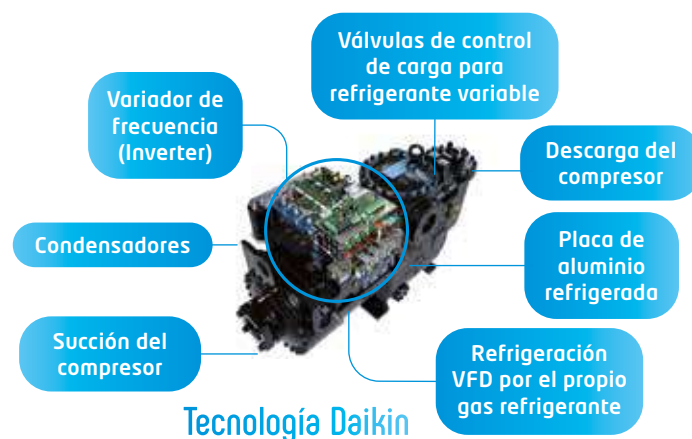 Válvulas de control
de carga para
refrigerante variable
Variador de
frecuencia
(Inverter)
Descarga del
compresor
Condensadores
Placa de
aluminio
refrigerada
Succión del
compresor
Refrigeración
VFD por el propio
gas refrigerante
Tecnología Daikin